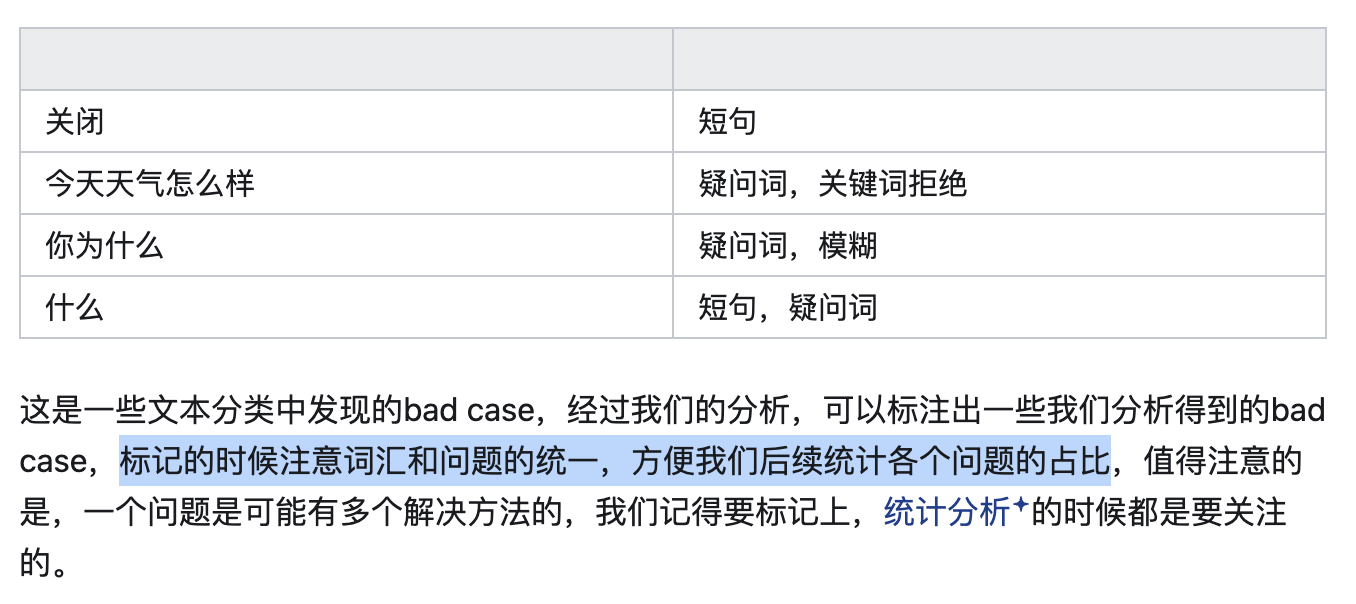 关闭 短句
今天天气怎么样 疑问词，关键词拒绝
你为什么 疑问词，模糊
什么 短句，疑问词
这是一些文本分类中发现的bad case，经过我们的分析，可以标注出一些我们分析得到的bad
case，标记的时候注意词汇和问题的统一，方便我们后续统计各个问题的占比，值得注意的
是，一个问题是可能有多个解决方法的，我们记得要标记上，统计分析的时候都是要关注
的。